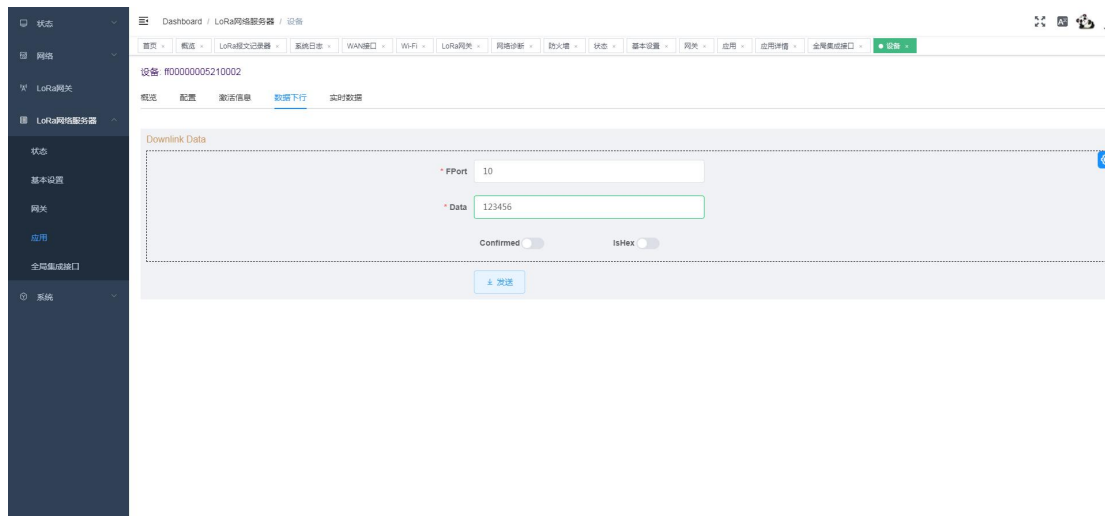 状态
网络
LoRa网关
LoRa网络服务器
状态
基本设置
网关
应用
全局集成接口
系统
Dashboard / LoRa网络服务器 / 设备
首页 × 概览 × LoRa报文记录器 × 系统日志 × WAN接口 × Wi-Fi × LoRa网关 × 网络诊断 × 防火墙 × 状态 × 基本设置 × 网关 × 应用 × 应用详情 × 全局集成接口 × 设备 ×
设备: ff00000005210002
概览 配置 激活信息 数据下行 实时数据
Downlink Data
* FPort 10
* Data 123456
Confirmed IsHex
发送